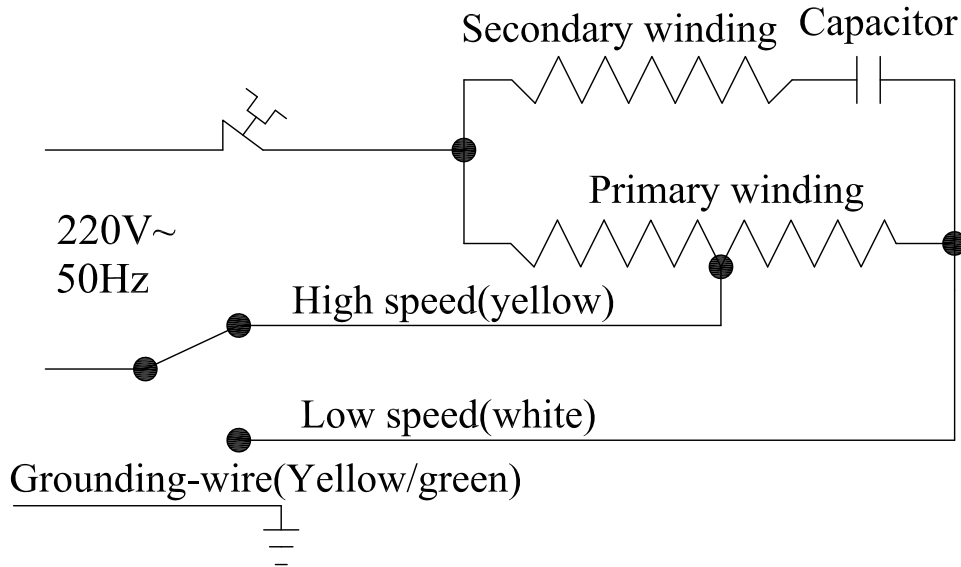 Secondary winding
Capacitor
Primary winding
220V~
50Hz
High speed(yellow)
Low speed(white)
Grounding-wire(Yellow/green)